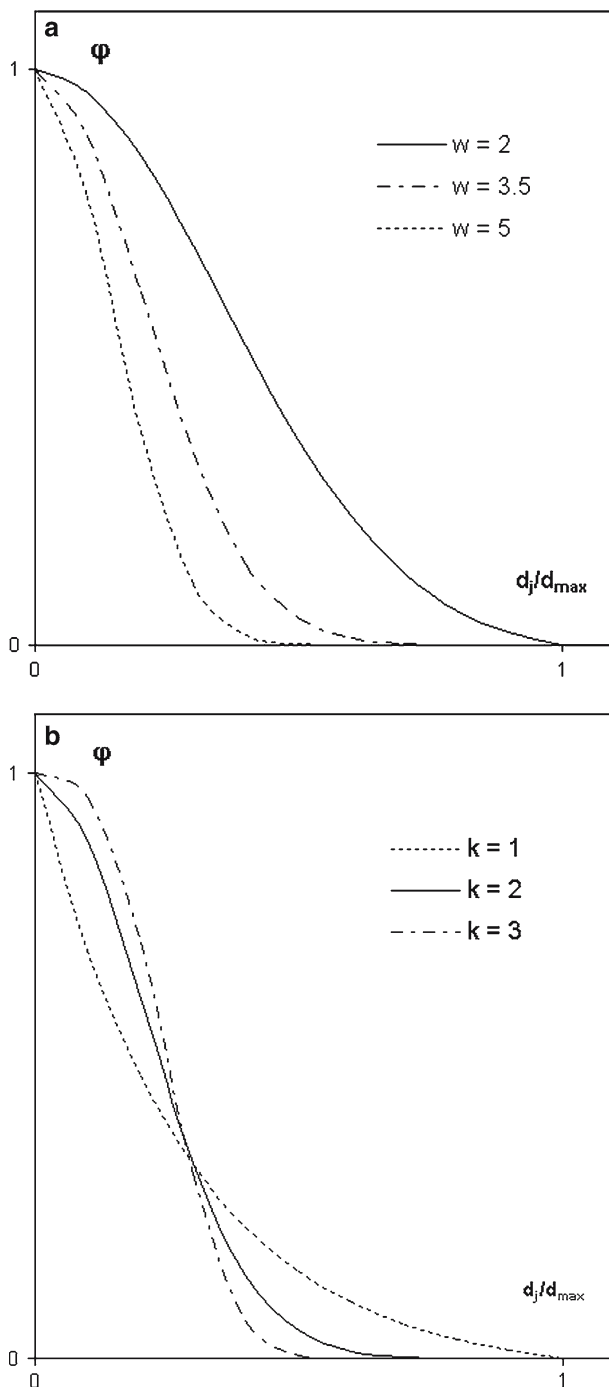 a
φ
1
w = 2
w = 3.5
w = 5
dj/dmax
0
0
1
b
φ
1
k = 1
k = 2
k = 3
dj/dmax
0
0
1